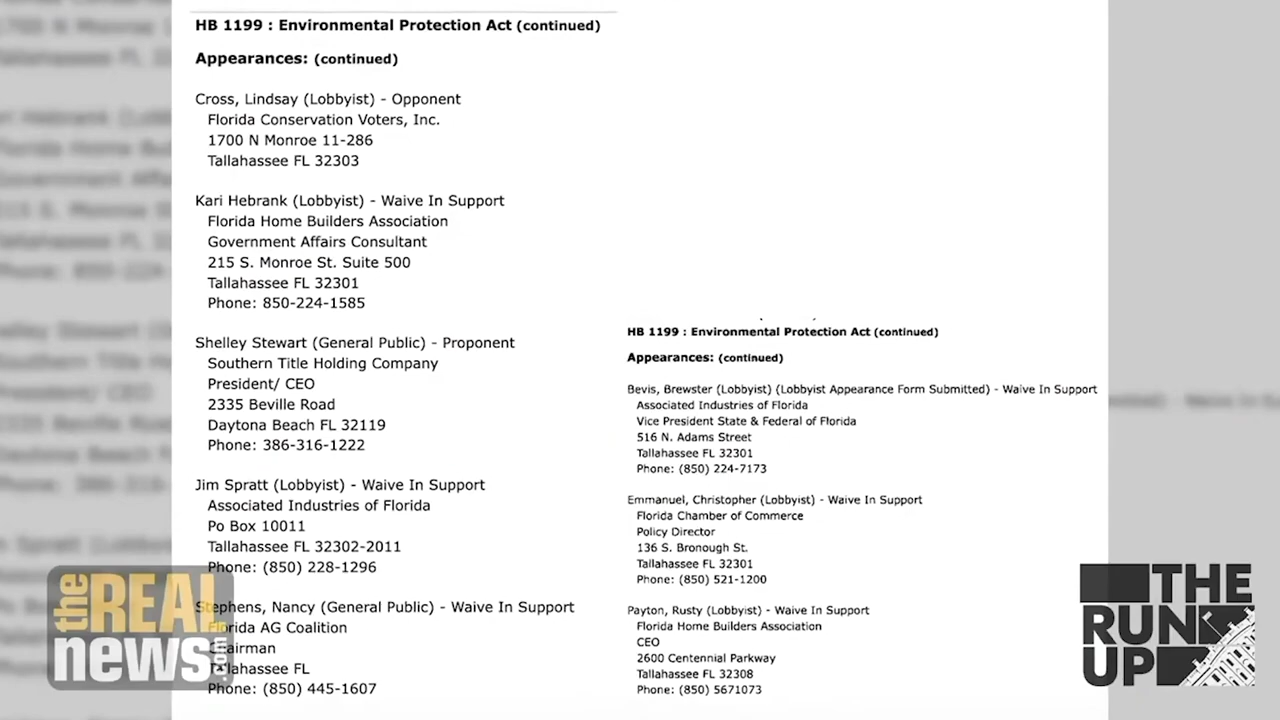 HB 1199 : Environmental Protection Act (continued)
Appearances: (continued)
Cross, Lindsay (Lobbyist) - Opponent
Florida Conservation Voters, Inc.
1700 N Monroe 11-286
Tallahassee FL 32303
Kari Hebrank (Lobbyist) - Waive In Support
Florida Home Builders Association
Government Affairs Consultant
215 S. Monroe St. Suite 500
Tallahassee FL 32301
Phone: 850-224-1585
Shelley Stewart (General Public) - Proponent
Southern Title Holding Company
President/ CEO
2335 Beville Road
Daytona Beach FL 32119
Phone: 386-316-1222
Jim Spratt (Lobbyist) - Waive In Support
Associated Industries of Florida
Po Box 10011
Tallahassee FL 32302-2011
Phone: (850) 228-1296
Stephens, Nancy (General Public) - Waive In Support
Florida AG Coalition
Chairman
Tallahassee FL
Phone: (850) 445-1607
HB 1199 : Environmental Protection Act (continued)
Appearances: (continued)
Bevis, Brewster (Lobbyist) (Lobbyist Appearance Form Submitted) - Waive In Support
Associated Industries of Florida
Vice President State & Federal of Florida
516 N. Adams Street
Tallahassee FL 32301
Phone: (850) 224-7173
Emmanuel, Christopher (Lobbyist) - Waive In Support
Florida Chamber of Commerce
Policy Director
136 S. Bronough St.
Tallahassee FL 32301
Phone: (850) 521-1200
Payton, Rusty (Lobbyist) - Waive In Support
Florida Home Builders Association
CEO
2600 Centennial Parkway
Tallahassee FL 32308
Phone: (850) 5671073
the REAL
news.com
THE
RUN
UP